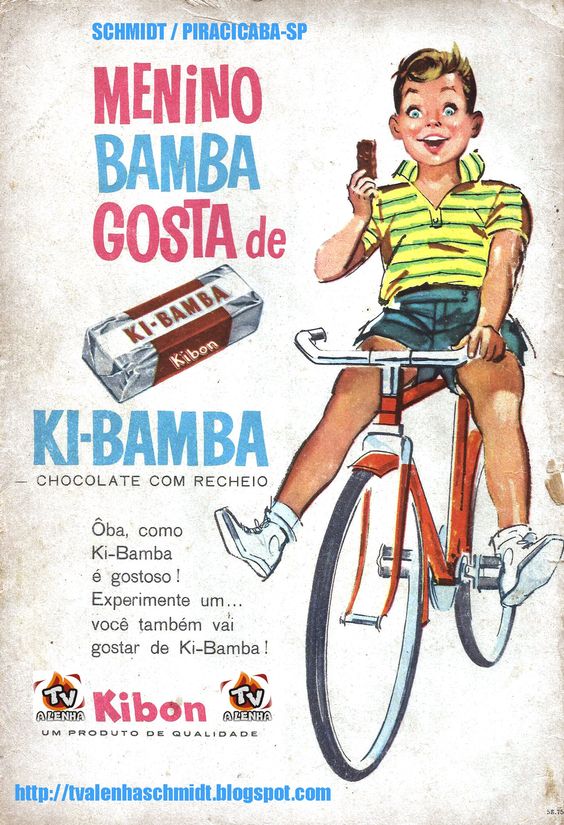 SCHMIDT / PIRACICABA-SP
MENiNO
BAMBA
GOSTA de
KI-BAMBA
Kibon
KI-BAMBA
— CHOCOLATE COM RECHEIO
Ôba, como
Ki-Bamba
é gostoso!
Experimente um...
você também vai
gostar de Ki-Bamba!
TV A LENHA Kibon TV A LENHA
UM PRODUTO DE QUALIDADE
http://tvalenhaschmidt.blogspot.com